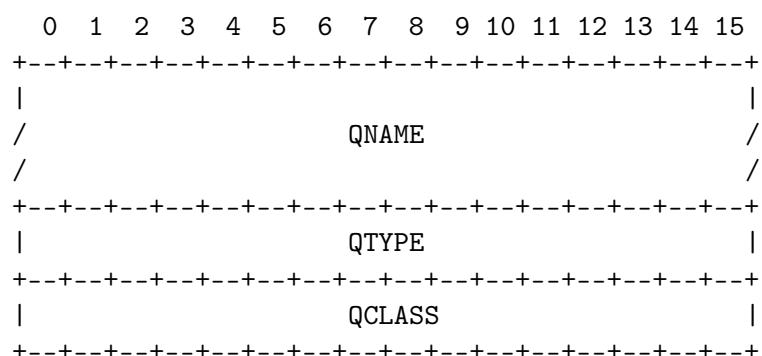 0  1  2  3  4  5  6  7  8  9 10 11 12 13 14 15
+--+--+--+--+--+--+--+--+--+--+--+--+--+--+--+--+
|                                               |
/                     QNAME                     /
/                                               /
+--+--+--+--+--+--+--+--+--+--+--+--+--+--+--+--+
|                     QTYPE                     |
+--+--+--+--+--+--+--+--+--+--+--+--+--+--+--+--+
|                     QCLASS                    |
+--+--+--+--+--+--+--+--+--+--+--+--+--+--+--+--+